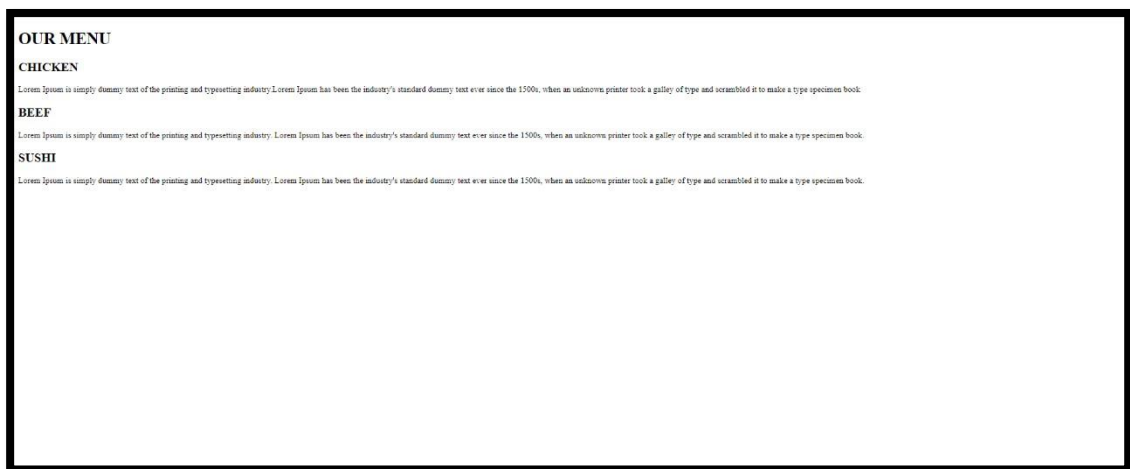 OUR MENU
CHICKEN
Lorem Ipsum is simply dummy text of the printing and typesetting industry.Lorem Ipsum has been the industry's standard dummy text ever since the 1500s, when an unknown printer took a galley of type and scrambled it to make a type specimen book
BEEF
Lorem Ipsum is simply dummy text of the printing and typesetting industry. Lorem Ipsum has been the industry's standard dummy text ever since the 1500s, when an unknown printer took a galley of type and scrambled it to make a type specimen book.
SUSHI
Lorem Ipsum is simply dummy text of the printing and typesetting industry. Lorem Ipsum has been the industry's standard dummy text ever since the 1500s, when an unknown printer took a galley of type and scrambled it to make a type specimen book.